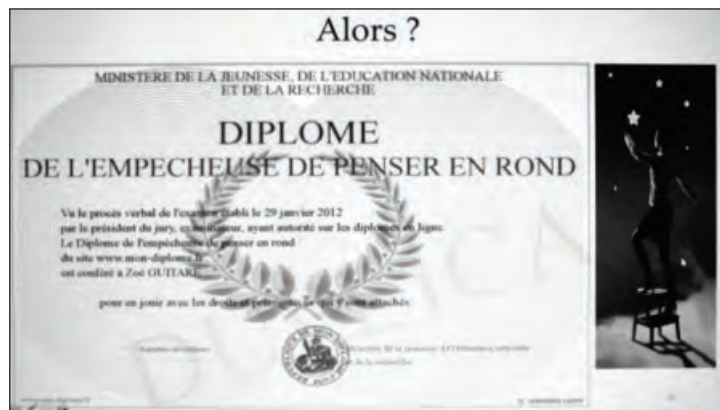 Alors ?
MINISTERE DE LA JEUNESSE, DE L'EDUCATION NATIONALE
ET DE LA RECHERCHE
DIPLOME
DE L'EMPECHEUSE DE PENSER EN ROND
Vu le procès verbal de l'examen établi le 29 janvier 2012
par le président du jury, examinateur, ayant autorité sur les diplomes en ligne
Le Diplome de l'empêcheuse de penser en rond
du site www.mon-diplome.fr
est conféré à Zoé GUITARE
pour en jouir avec les droits et prérogatives qui y sont attachés